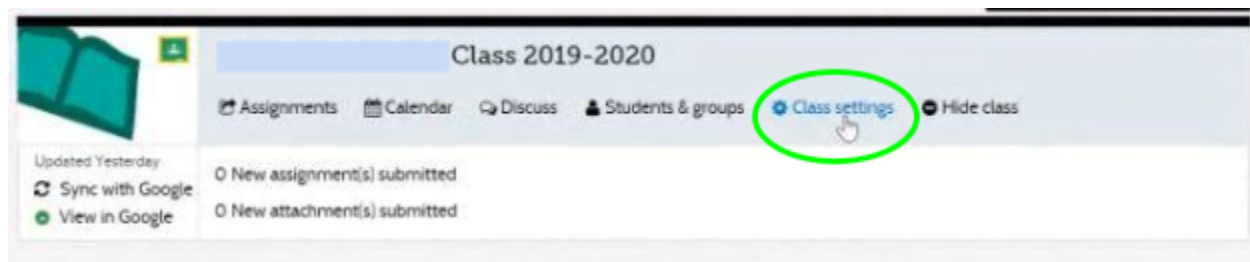 Class 2019-2020
Assignments Calendar Discuss Students & groups Class settings Hide class
Updated Yesterday
Sync with Google
View in Google
0 New assignment(s) submitted
0 New attachment(s) submitted